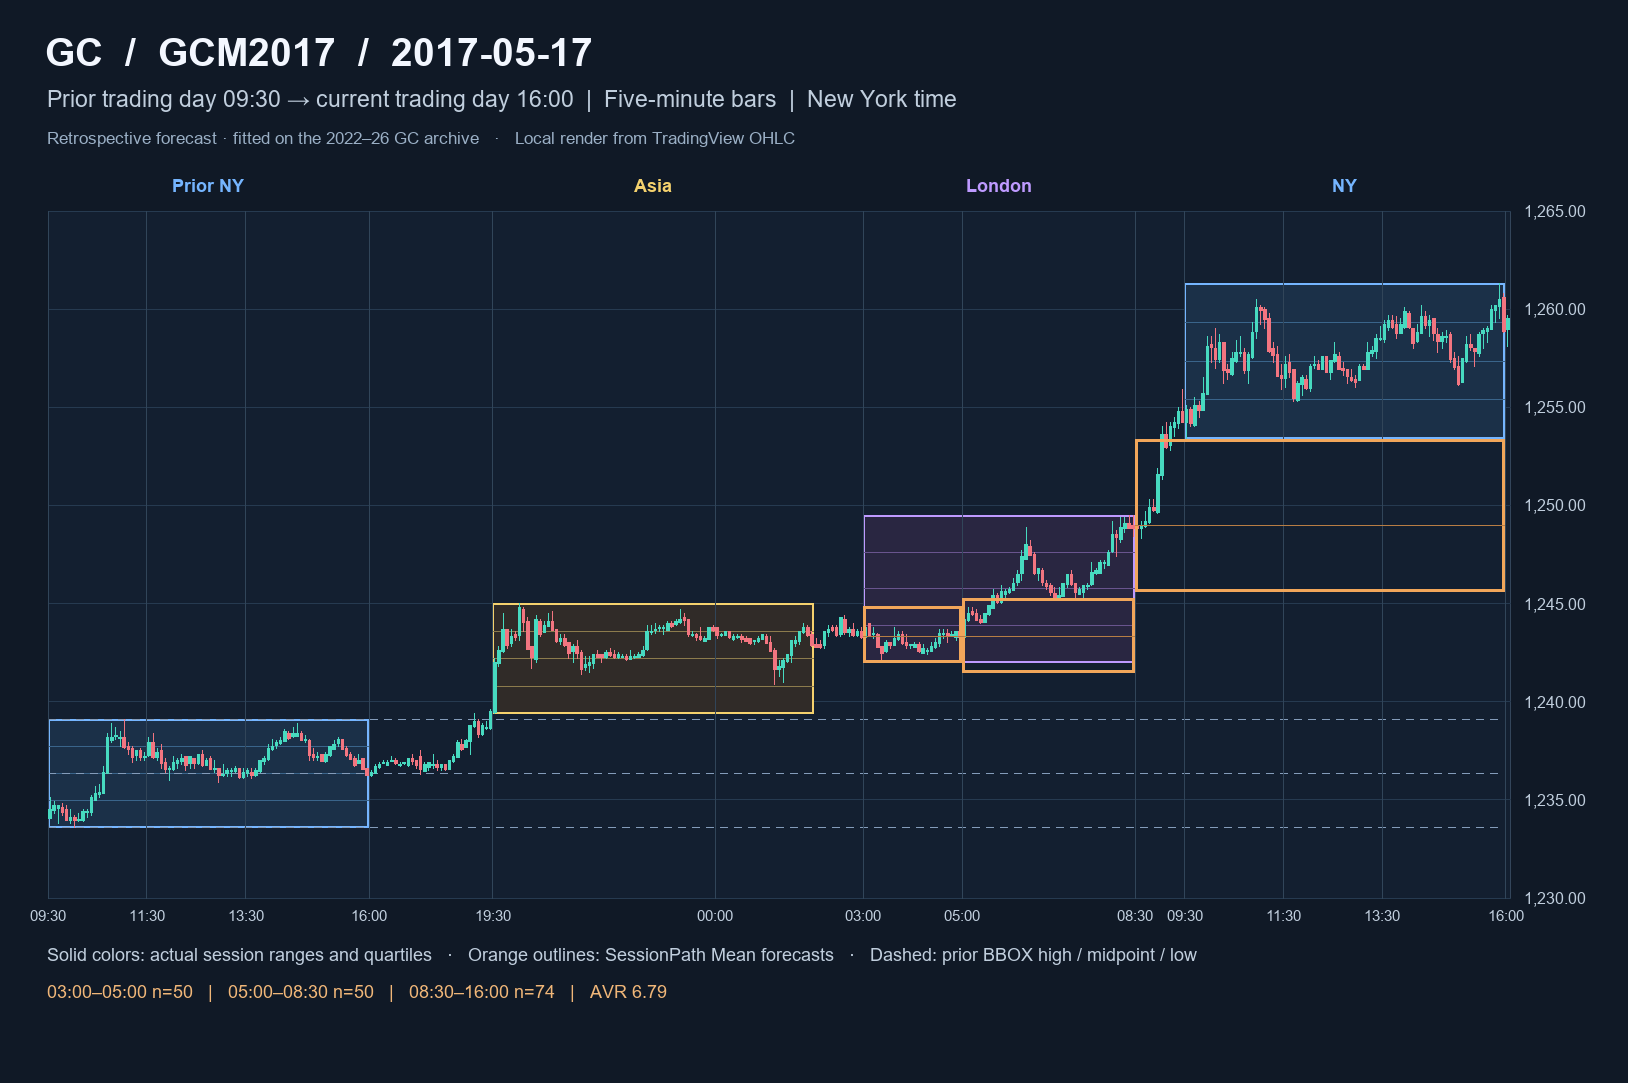 GC / GCM2017 / 2017-05-17
Prior trading day 09:30 → current trading day 16:00 | Five-minute bars | New York time
Retrospective forecast · fitted on the 2022–26 GC archive · Local render from TradingView OHLC
Prior NY Asia London NY
1,265.00
1,260.00
1,255.00
1,250.00
1,245.00
1,240.00
1,235.00
1,230.00
09:30 11:30 13:30 16:00 19:30 00:00 03:00 05:00 08:30 09:30 11:30 13:30 16:00
Solid colors: actual session ranges and quartiles · Orange outlines: SessionPath Mean forecasts · Dashed: prior BBOX high / midpoint / low
03:00–05:00 n=50 | 05:00–08:30 n=50 | 08:30–16:00 n=74 | AVR 6.79